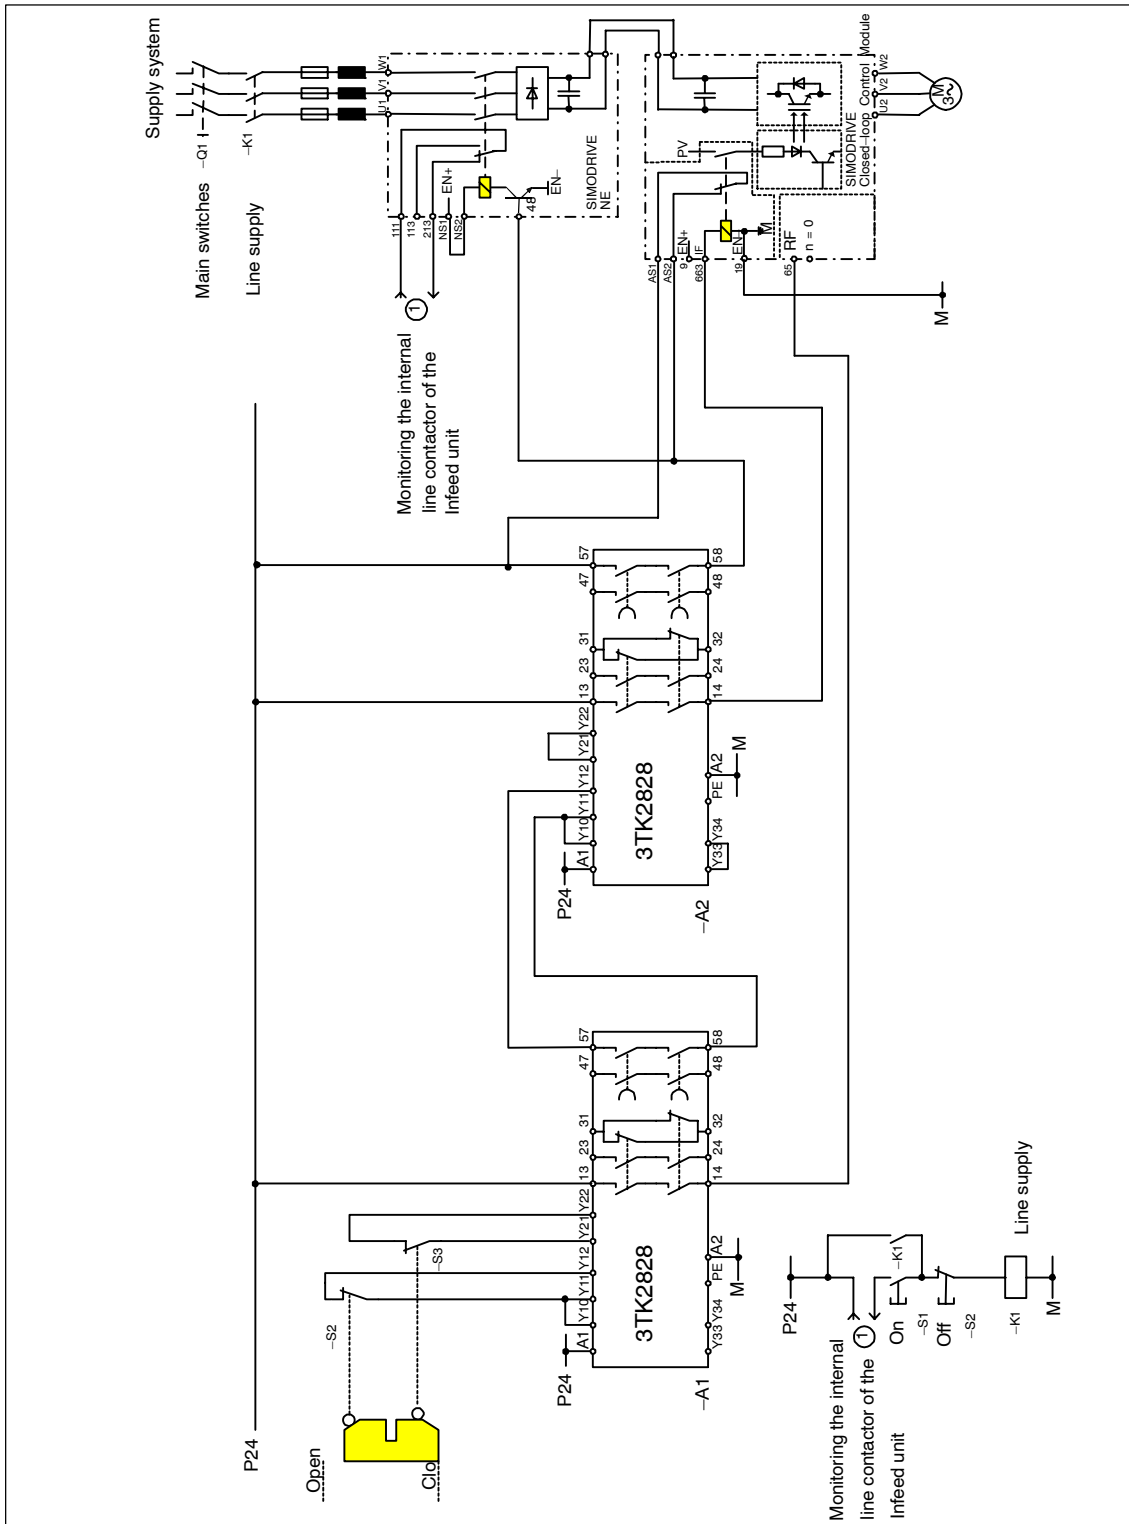 Supply system
Main switches
–Q1
Line supply
–K1
U1
V1
W1
111
113
213
NS1
NS2
EN+
48
EN–
SIMODRIVE
NE
1
Monitoring the internal
line contactor of the
Infeed unit
PV
AS1
AS2
EN+
9
IF
663
EN–
19
M
65
RF
n = 0
SIMODRIVE
Closed–loop Control Module
U2
V2
W2
M
3~
M
P24
Open
Clo
–S2
–S3
P24
A1
Y10
Y11
Y12
Y21
Y22
13
23
31
47
57
3TK2828
–A1
Y33
Y34
PE
A2
M
14
24
32
48
58
P24
A1
Y10
Y11
Y12
Y21
Y22
13
23
31
47
57
3TK2828
–A2
Y33
Y34
PE
A2
M
14
24
32
48
58
P24
Monitoring the internal
line contactor of the
Infeed unit
1
On
–S1
–K1
Off
–S2
–K1
Line supply
M